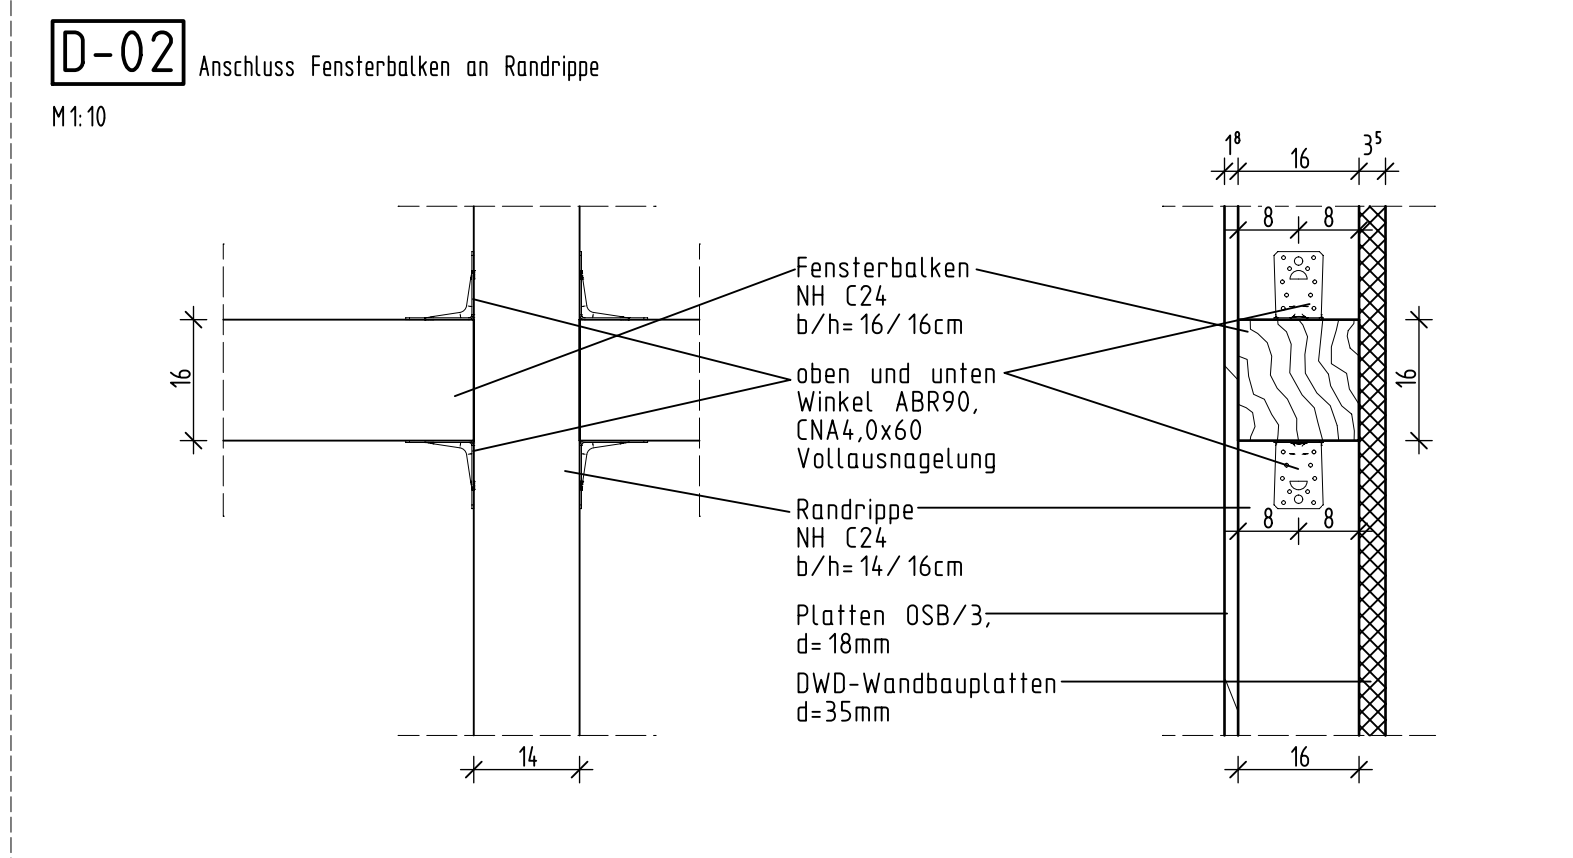 D-02 Anschluss Fensterbalken an Randrippe
M 1:10
1⁸ 16 3⁵
8 8
Fensterbalken
NH C24
b/h=16/16cm
16
16
oben und unten
Winkel ABR90,
CNA4,0x60
Vollausnagelung
Randrippe
NH C24
b/h=14/16cm
8 8
Platten OSB/3,
d=18mm
DWD-Wandbauplatten
d=35mm
14
16